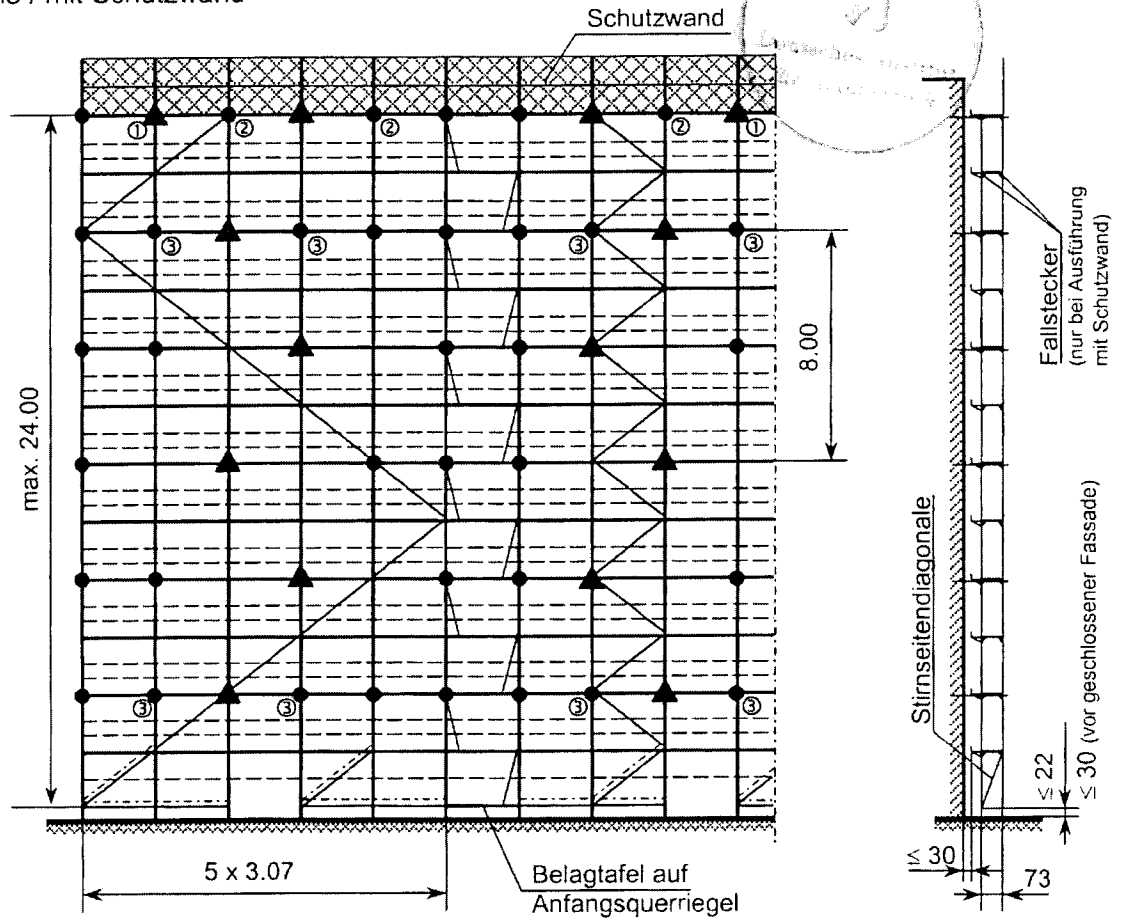 mit Schutzwand
Schutzwand
① ② ② ② ①
③ ③ ③ ③
max. 24.00
8.00
③ ③ ③ ③
5 x 3.07
Belagtafel auf
Anfangsquerriegel
Fallstecker
(nur bei Ausführung
mit Schutzwand)
Stirnseitendiagonale
≤ 22
≤ 30 (vor geschlossener Fassade)
≤ 30
73